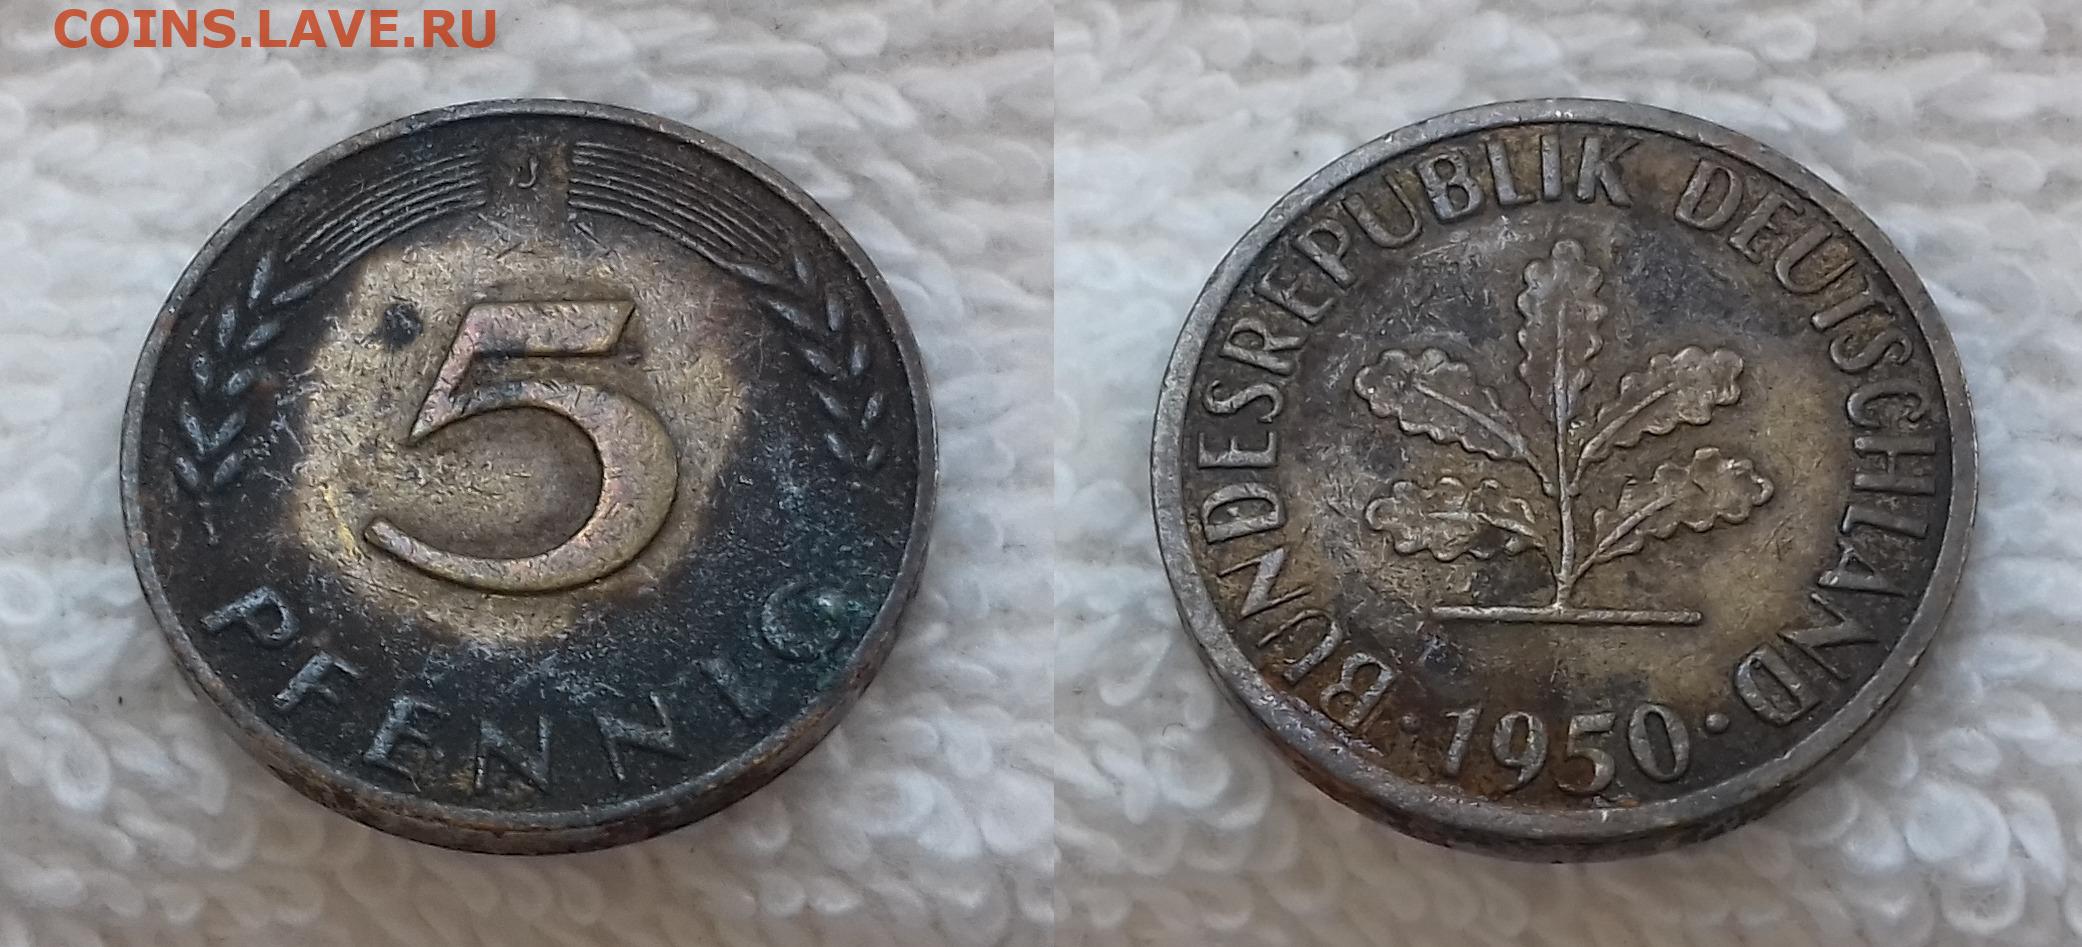 COINS.LAVE.RU
J
5
PFENNIG
BUNDESREPUBLIK DEUTSCHLAND
· 1950 ·